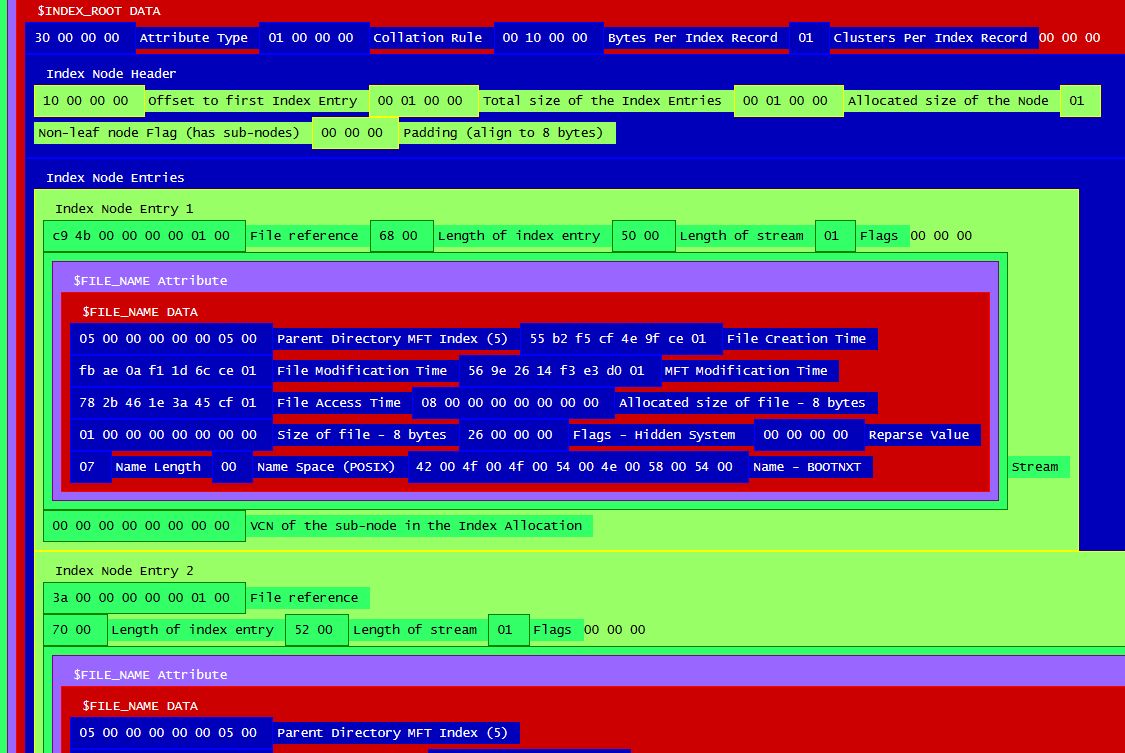 $INDEX_ROOT DATA
30 00 00 00 Attribute Type 01 00 00 00 Collation Rule 00 10 00 00 Bytes Per Index Record 01 Clusters Per Index Record 00 00 00
Index Node Header
10 00 00 00 Offset to first Index Entry 00 01 00 00 Total size of the Index Entries 00 01 00 00 Allocated size of the Node 01
Non-leaf node Flag (has sub-nodes) 00 00 00 Padding (align to 8 bytes)
Index Node Entries
Index Node Entry 1
c9 4b 00 00 00 00 01 00 File reference 68 00 Length of index entry 50 00 Length of stream 01 Flags 00 00 00
$FILE_NAME Attribute
$FILE_NAME DATA
05 00 00 00 00 00 05 00 Parent Directory MFT Index (5) 55 b2 f5 cf 4e 9f ce 01 File Creation Time
fb ae 0a f1 1d 6c ce 01 File Modification Time 56 9e 26 14 f3 e3 d0 01 MFT Modification Time
78 2b 46 1e 3a 45 cf 01 File Access Time 08 00 00 00 00 00 00 00 Allocated size of file - 8 bytes
01 00 00 00 00 00 00 00 Size of file - 8 bytes 26 00 00 00 Flags - Hidden System 00 00 00 00 Reparse Value
07 Name Length 00 Name Space (POSIX) 42 00 4f 00 4f 00 54 00 4e 00 58 00 54 00 Name - BOOTNXT Stream
00 00 00 00 00 00 00 00 VCN of the sub-node in the Index Allocation
Index Node Entry 2
3a 00 00 00 00 00 01 00 File reference
70 00 Length of index entry 52 00 Length of stream 01 Flags 00 00 00
$FILE_NAME Attribute
$FILE_NAME DATA
05 00 00 00 00 00 05 00 Parent Directory MFT Index (5)